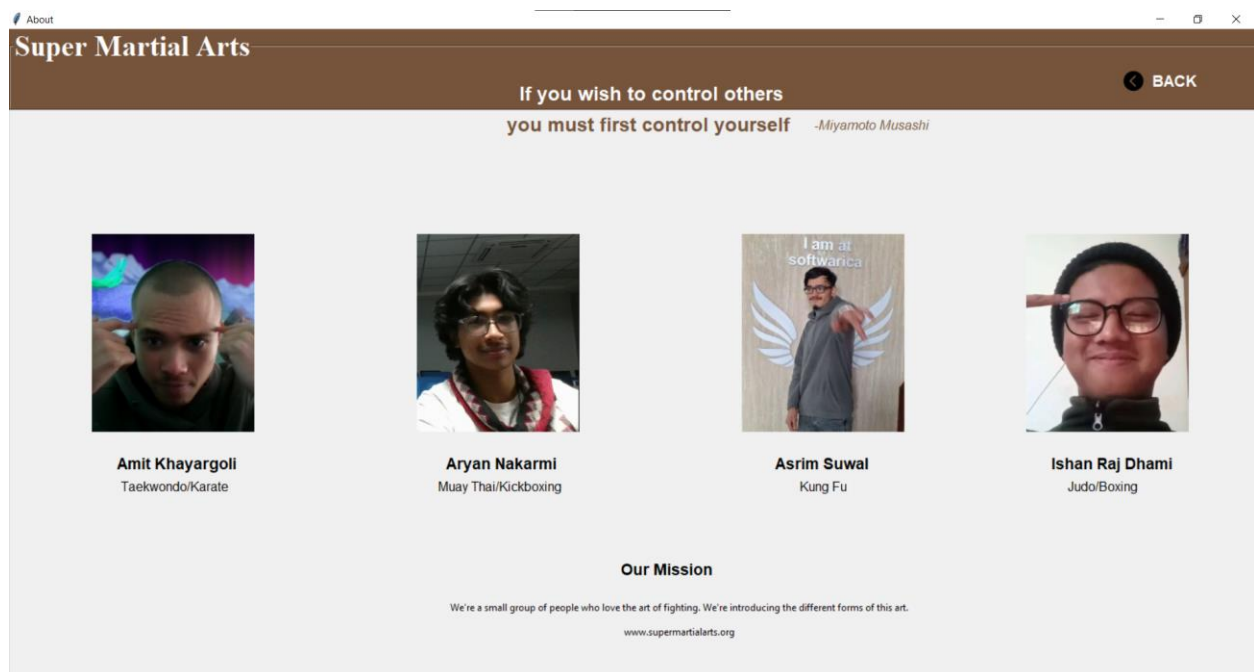 About
Super Martial Arts
BACK
If you wish to control others
you must first control yourself
-Miyamoto Musashi
I am at
softwarica
Amit Khayargoli
Taekwondo/Karate
Aryan Nakarmi
Muay Thai/Kickboxing
Asrim Suwal
Kung Fu
Ishan Raj Dhami
Judo/Boxing
Our Mission
We're a small group of people who love the art of fighting. We're introducing the different forms of this art.
www.supermartialarts.org